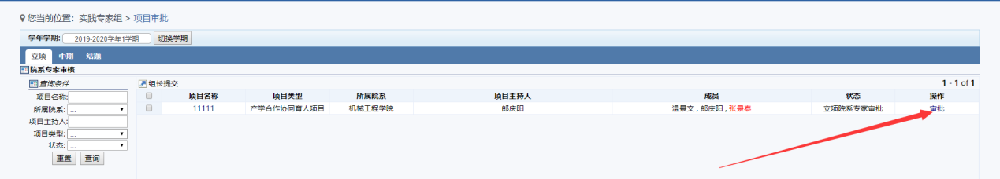 您当前位置：实践专家组 > 项目审批
学年学期: 2019-2020学年1学期 切换学期
立项 中期 结题
院系专家审核
查询条件
项目名称:
所属院系: ...
项目主持人:
项目类型: ...
状态: ...
重置 查询
组长提交 1 - 1 of 1
项目名称 项目类型 所属院系 项目主持人 成员 状态 操作
11111 产学合作协同育人项目 机械工程学院 郎庆阳 温景文 , 郎庆阳 , 张景泰 立项院系专家审批 审批